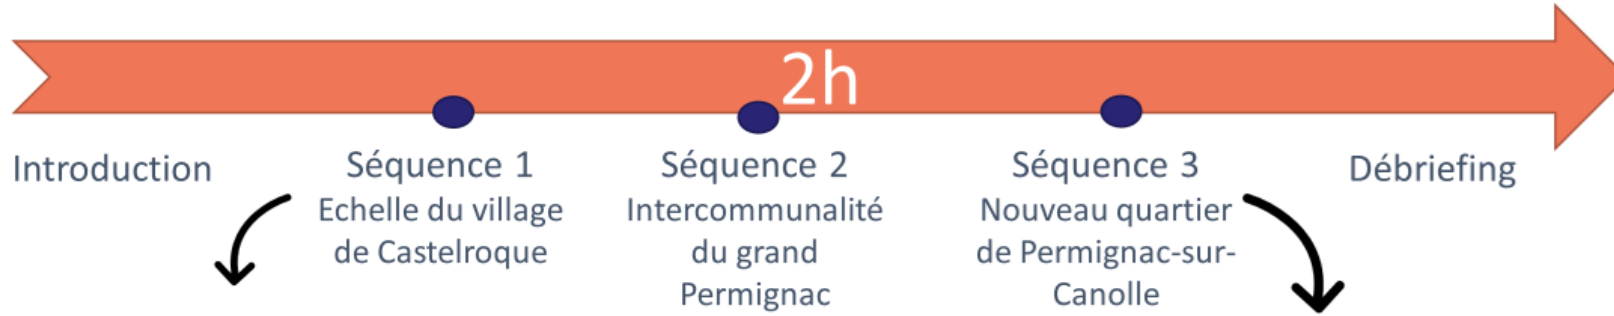 2h
Introduction
Séquence 1
Echelle du village
de Castelroque
Séquence 2
Intercommunalité
du grand
Permignac
Séquence 3
Nouveau quartier
de Permignac-sur-
Canolle
Débriefing